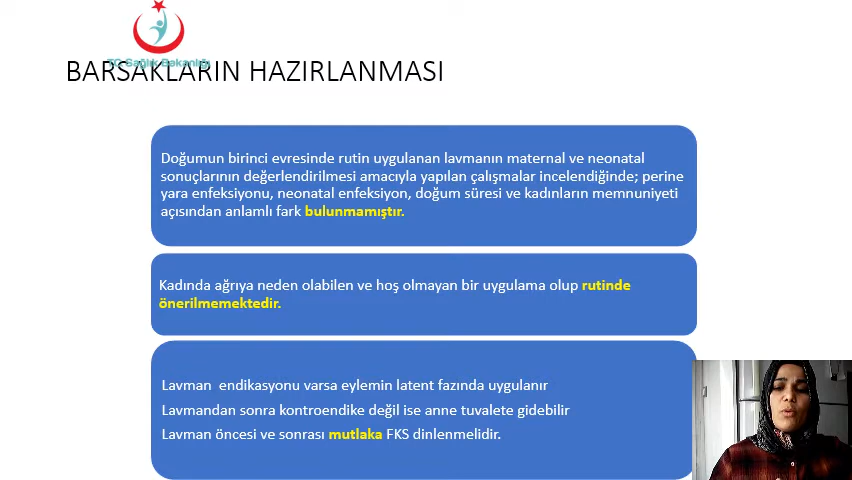 TC Sağlık Bakanlığı
BARSAKLARIN HAZIRLANMASI
Doğumun birinci evresinde rutin uygulanan lavmanın maternal ve neonatal
sonuçlarının değerlendirilmesi amacıyla yapılan çalışmalar incelendiğinde; perine
yara enfeksiyonu, neonatal enfeksiyon, doğum süresi ve kadınların memnuniyeti
açısından anlamlı fark bulunmamıştır.
Kadında ağrıya neden olabilen ve hoş olmayan bir uygulama olup rutinde
önerilmemektedir.
Lavman endikasyonu varsa eylemin latent fazında uygulanır
Lavmandan sonra kontroendike değil ise anne tuvalete gidebilir
Lavman öncesi ve sonrası mutlaka FKS dinlenmelidir.